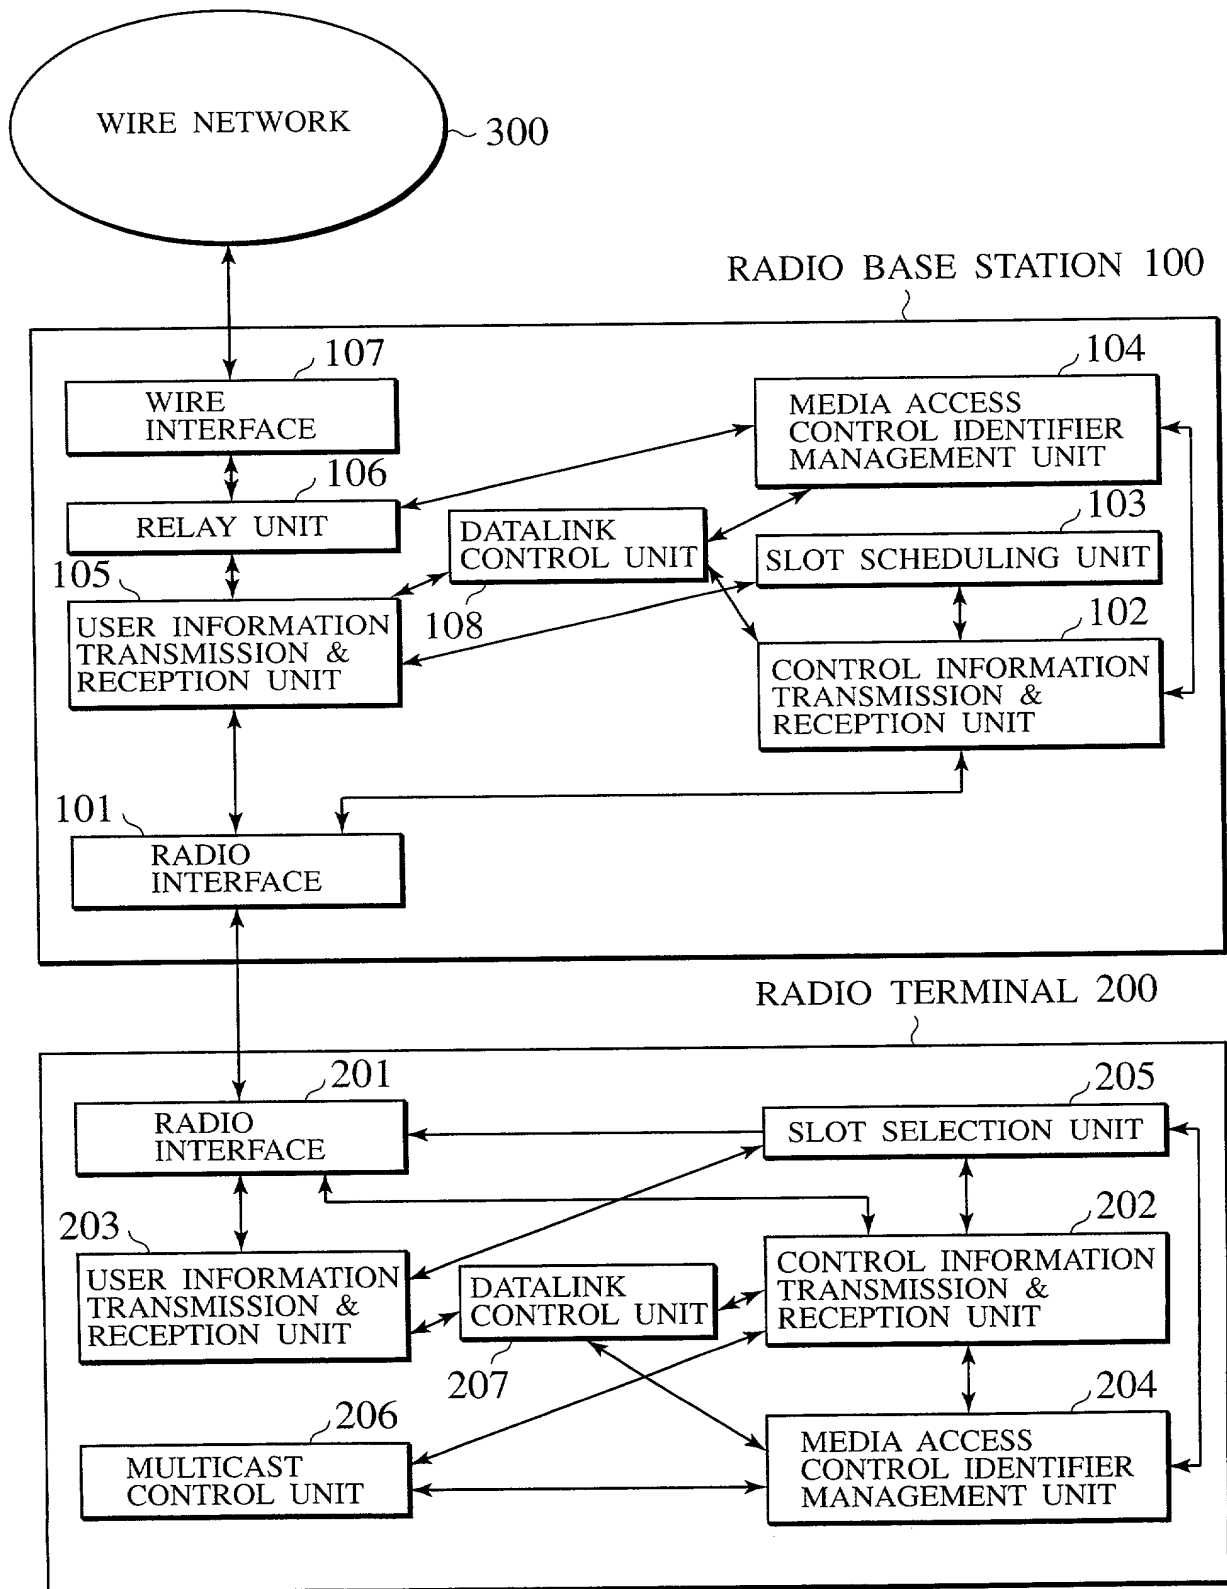 WIRE NETWORK
300
RADIO BASE STATION 100
107
WIRE
INTERFACE
104
MEDIA ACCESS
CONTROL IDENTIFIER
MANAGEMENT UNIT
106
RELAY UNIT
DATALINK
CONTROL UNIT
108
103
SLOT SCHEDULING UNIT
105
USER INFORMATION
TRANSMISSION &
RECEPTION UNIT
102
CONTROL INFORMATION
TRANSMISSION &
RECEPTION UNIT
101
RADIO
INTERFACE
RADIO TERMINAL 200
201
RADIO
INTERFACE
205
SLOT SELECTION UNIT
203
USER INFORMATION
TRANSMISSION &
RECEPTION UNIT
DATALINK
CONTROL UNIT
207
202
CONTROL INFORMATION
TRANSMISSION &
RECEPTION UNIT
206
MULTICAST
CONTROL UNIT
204
MEDIA ACCESS
CONTROL IDENTIFIER
MANAGEMENT UNIT